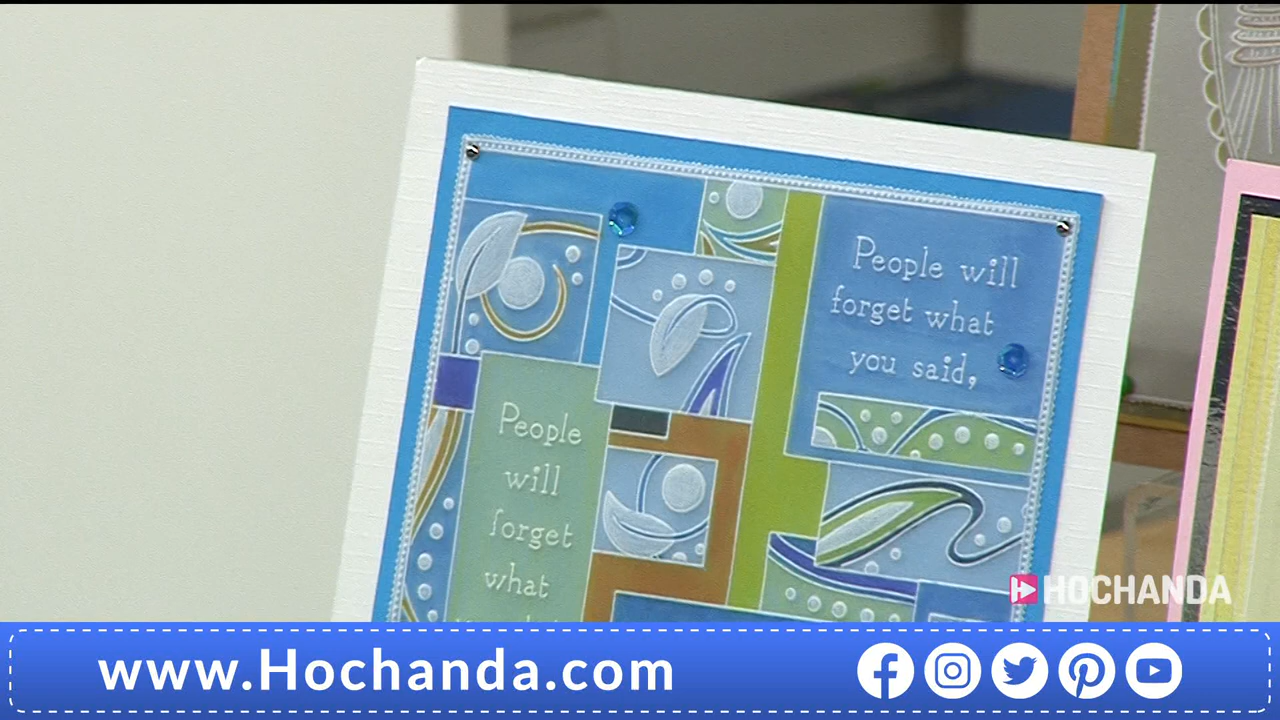 People will
forget what
you said,
People
will
forget
what
HOCHANDA
www.Hochanda.com